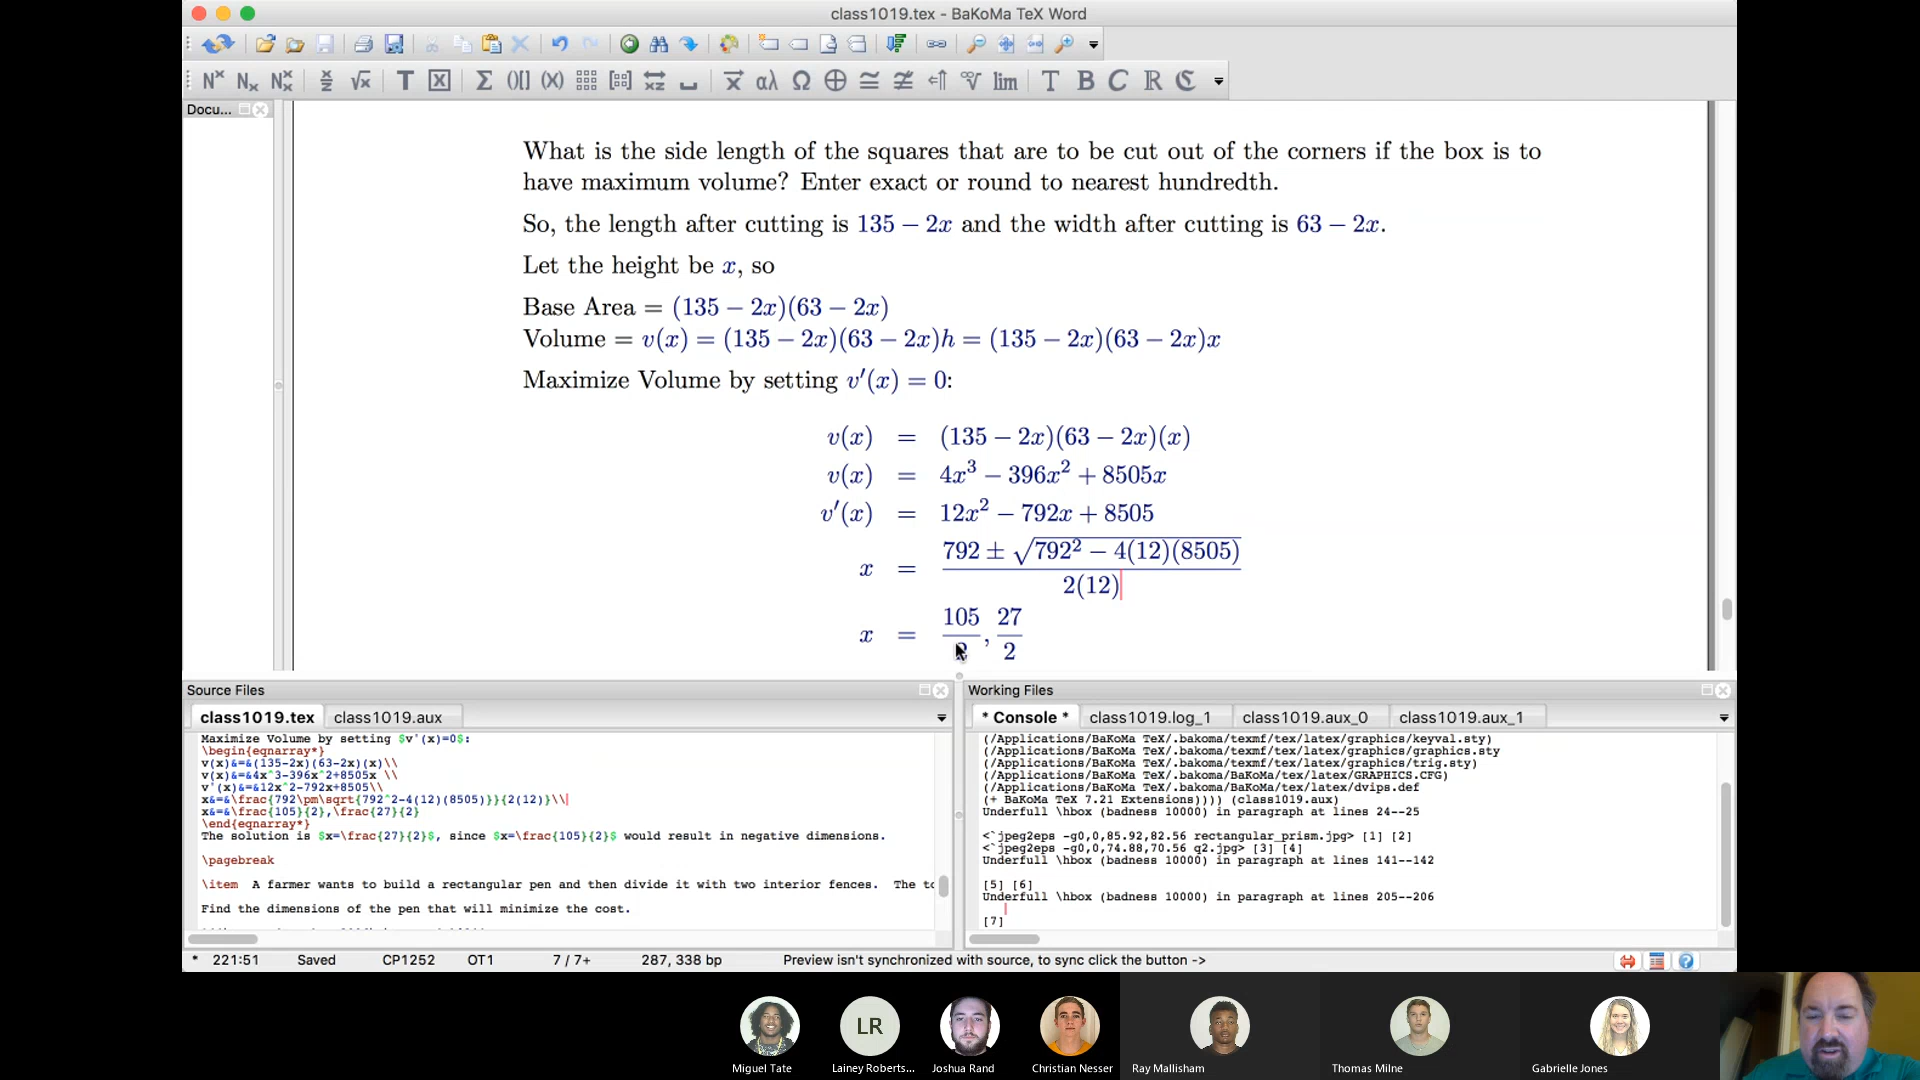 class1019.tex - BaKoMa TeX Word
Docu...
What is the side length of the squares that are to be cut out of the corners if the box is to
have maximum volume? Enter exact or round to nearest hundredth.
So, the length after cutting is 135 − 2x and the width after cutting is 63 − 2x.
Let the height be x, so
Base Area = (135 − 2x)(63 − 2x)
Volume = v(x) = (135 − 2x)(63 − 2x)h = (135 − 2x)(63 − 2x)x
Maximize Volume by setting v′(x) = 0:
v(x) = (135 − 2x)(63 − 2x)(x)
v(x) = 4x³ − 396x² + 8505x
v′(x) = 12x² − 792x + 8505
x = 792 ± √792² − 4(12)(8505)
2(12)
x = 105 , 27
2 2
Source Files
class1019.tex class1019.aux
Maximize Volume by setting $v'(x)=0$:
\begin{eqnarray*}
v(x)&=&(135-2x)(63-2x)(x)\\
v(x)&=&4x^3-396x^2+8505x \\
v'(x)&=&12x^2-792x+8505\\
x&=&\frac{792\pm\sqrt{792^2-4(12)(8505)}}{2(12)}\\
x&=&\frac{105}{2},\frac{27}{2}
\end{eqnarray*}
The solution is $x=\frac{27}{2}$, since $x=\frac{105}{2}$ would result in negative dimensions.
\pagebreak
\item A farmer wants to build a rectangular pen and then divide it with two interior fences. The to
Find the dimensions of the pen that will minimize the cost.
Working Files
* Console * class1019.log_1 class1019.aux_0 class1019.aux_1
(/Applications/BaKoMa TeX/.bakoma/texmf/tex/latex/graphics/keyval.sty)
(/Applications/BaKoMa TeX/.bakoma/texmf/tex/latex/graphics/graphics.sty
(/Applications/BaKoMa TeX/.bakoma/texmf/tex/latex/graphics/trig.sty)
(/Applications/BaKoMa TeX/.bakoma/BaKoMa/tex/latex/GRAPHICS.CFG)
(/Applications/BaKoMa TeX/.bakoma/texmf/tex/latex/graphics/dvips.def
(+ BaKoMa TeX 7.21 Extensions)))) (class1019.aux)
Underfull \hbox (badness 10000) in paragraph at lines 24--25
<`jpeg2eps -g0,0,85.92,82.56 rectangular_prism.jpg> [1] [2]
<`jpeg2eps -g0,0,74.88,70.56 q2.jpg> [3] [4]
Underfull \hbox (badness 10000) in paragraph at lines 141--142
[5] [6]
Underfull \hbox (badness 10000) in paragraph at lines 205--206
[7]
* 221:51 Saved CP1252 OT1 7 / 7+ 287, 338 bp Preview isn't synchronized with source, to sync click the button ->
LR
Miguel Tate Lainey Roberts... Joshua Rand Christian Nesser Ray Mallisham Thomas Milne Gabrielle Jones